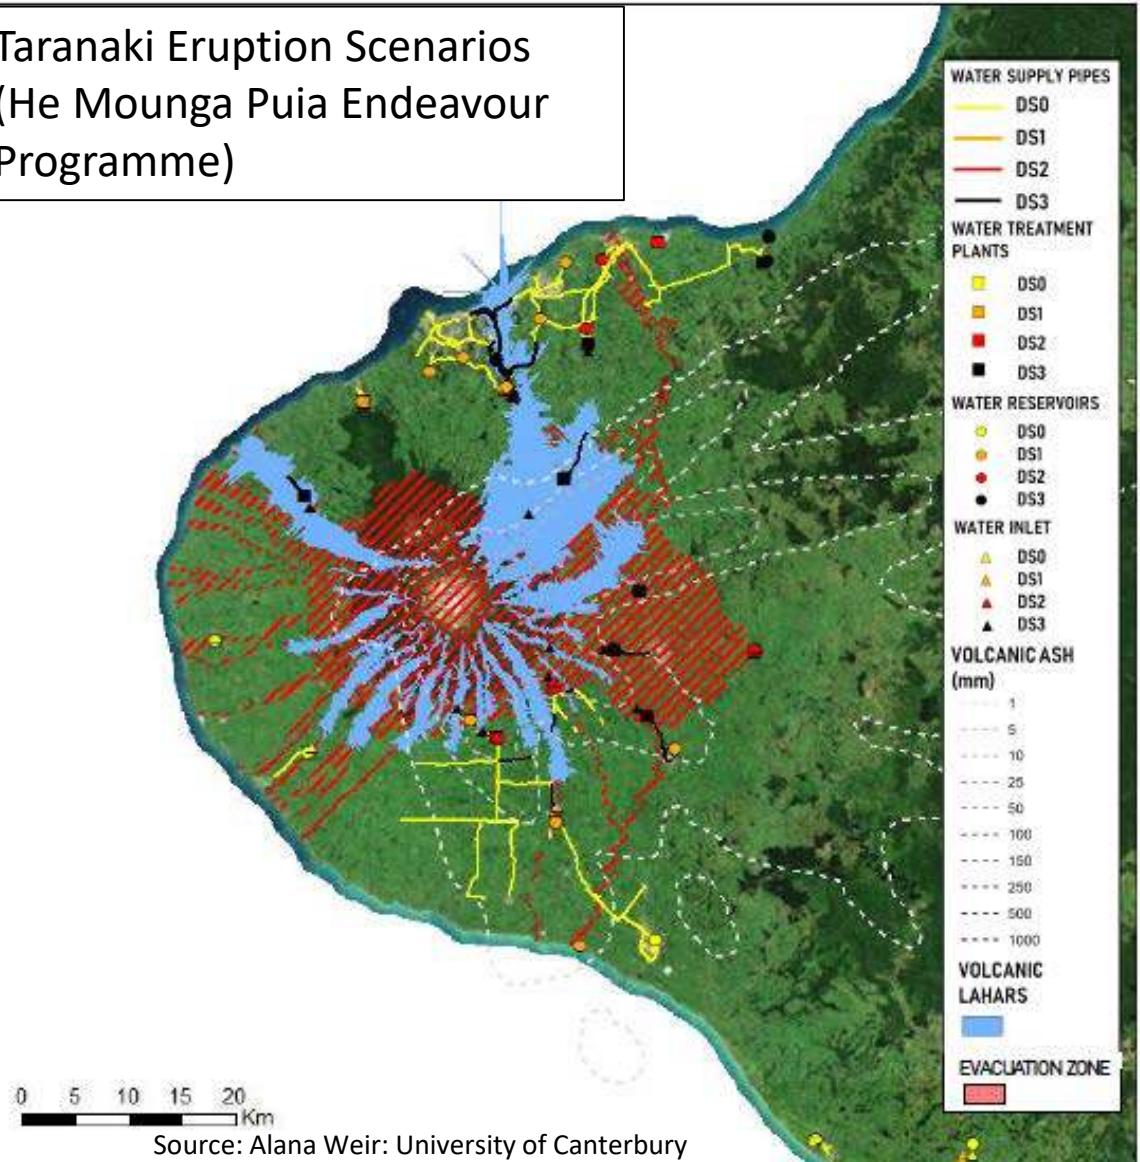 Taranaki Eruption Scenarios
(He Mounga Puia Endeavour
Programme)
WATER SUPPLY PIPES
DS0
DS1
DS2
DS3
WATER TREATMENT
PLANTS
DS0
DS1
DS2
DS3
WATER RESERVOIRS
DS0
DS1
DS2
DS3
WATER INLET
DS0
DS1
DS2
DS3
VOLCANIC ASH
(mm)
1
5
10
25
50
100
150
250
500
1000
VOLCANIC
LAHARS
EVACUATION ZONE
0 5 10 15 20
Km
Source: Alana Weir: University of Canterbury